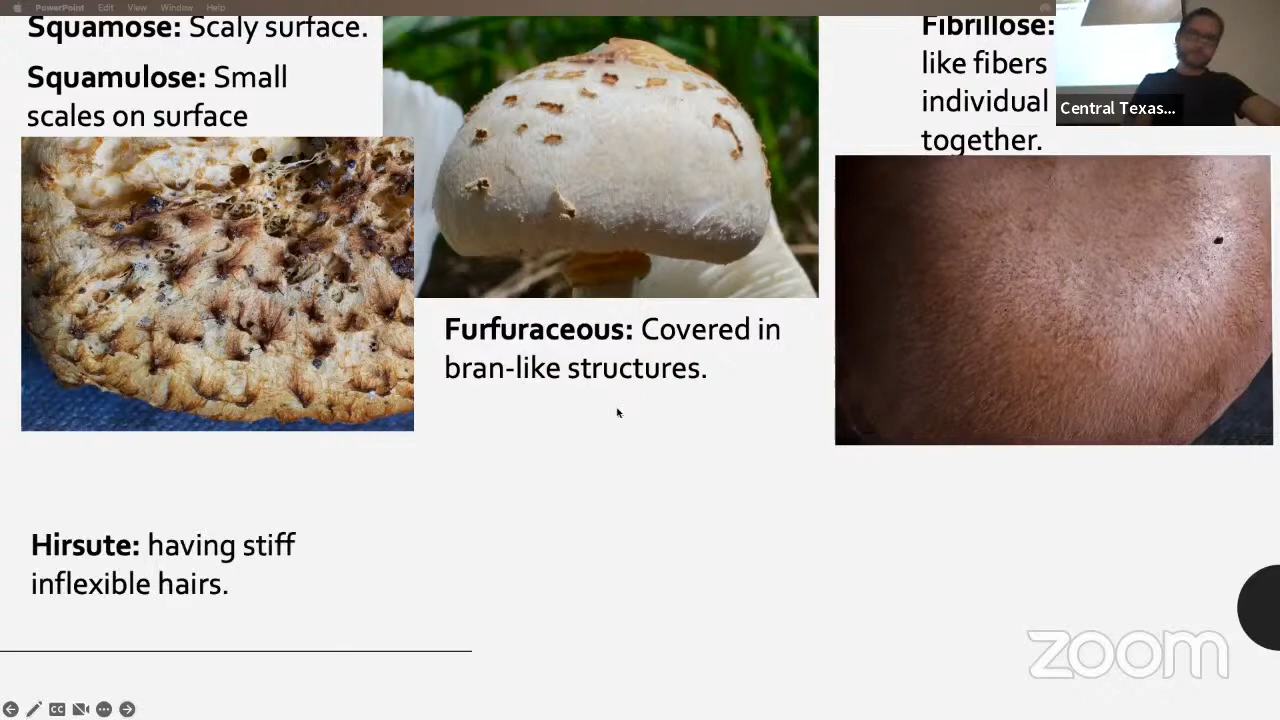 PowerPoint Edit View Window Help
Squamose: Scaly surface.
Squamulose: Small
scales on surface
Furfuraceous: Covered in
bran-like structures.
Fibrillose:
like fibers
individual
together.
Central Texas...
Hirsute: having stiff
inflexible hairs.
zoom
CC